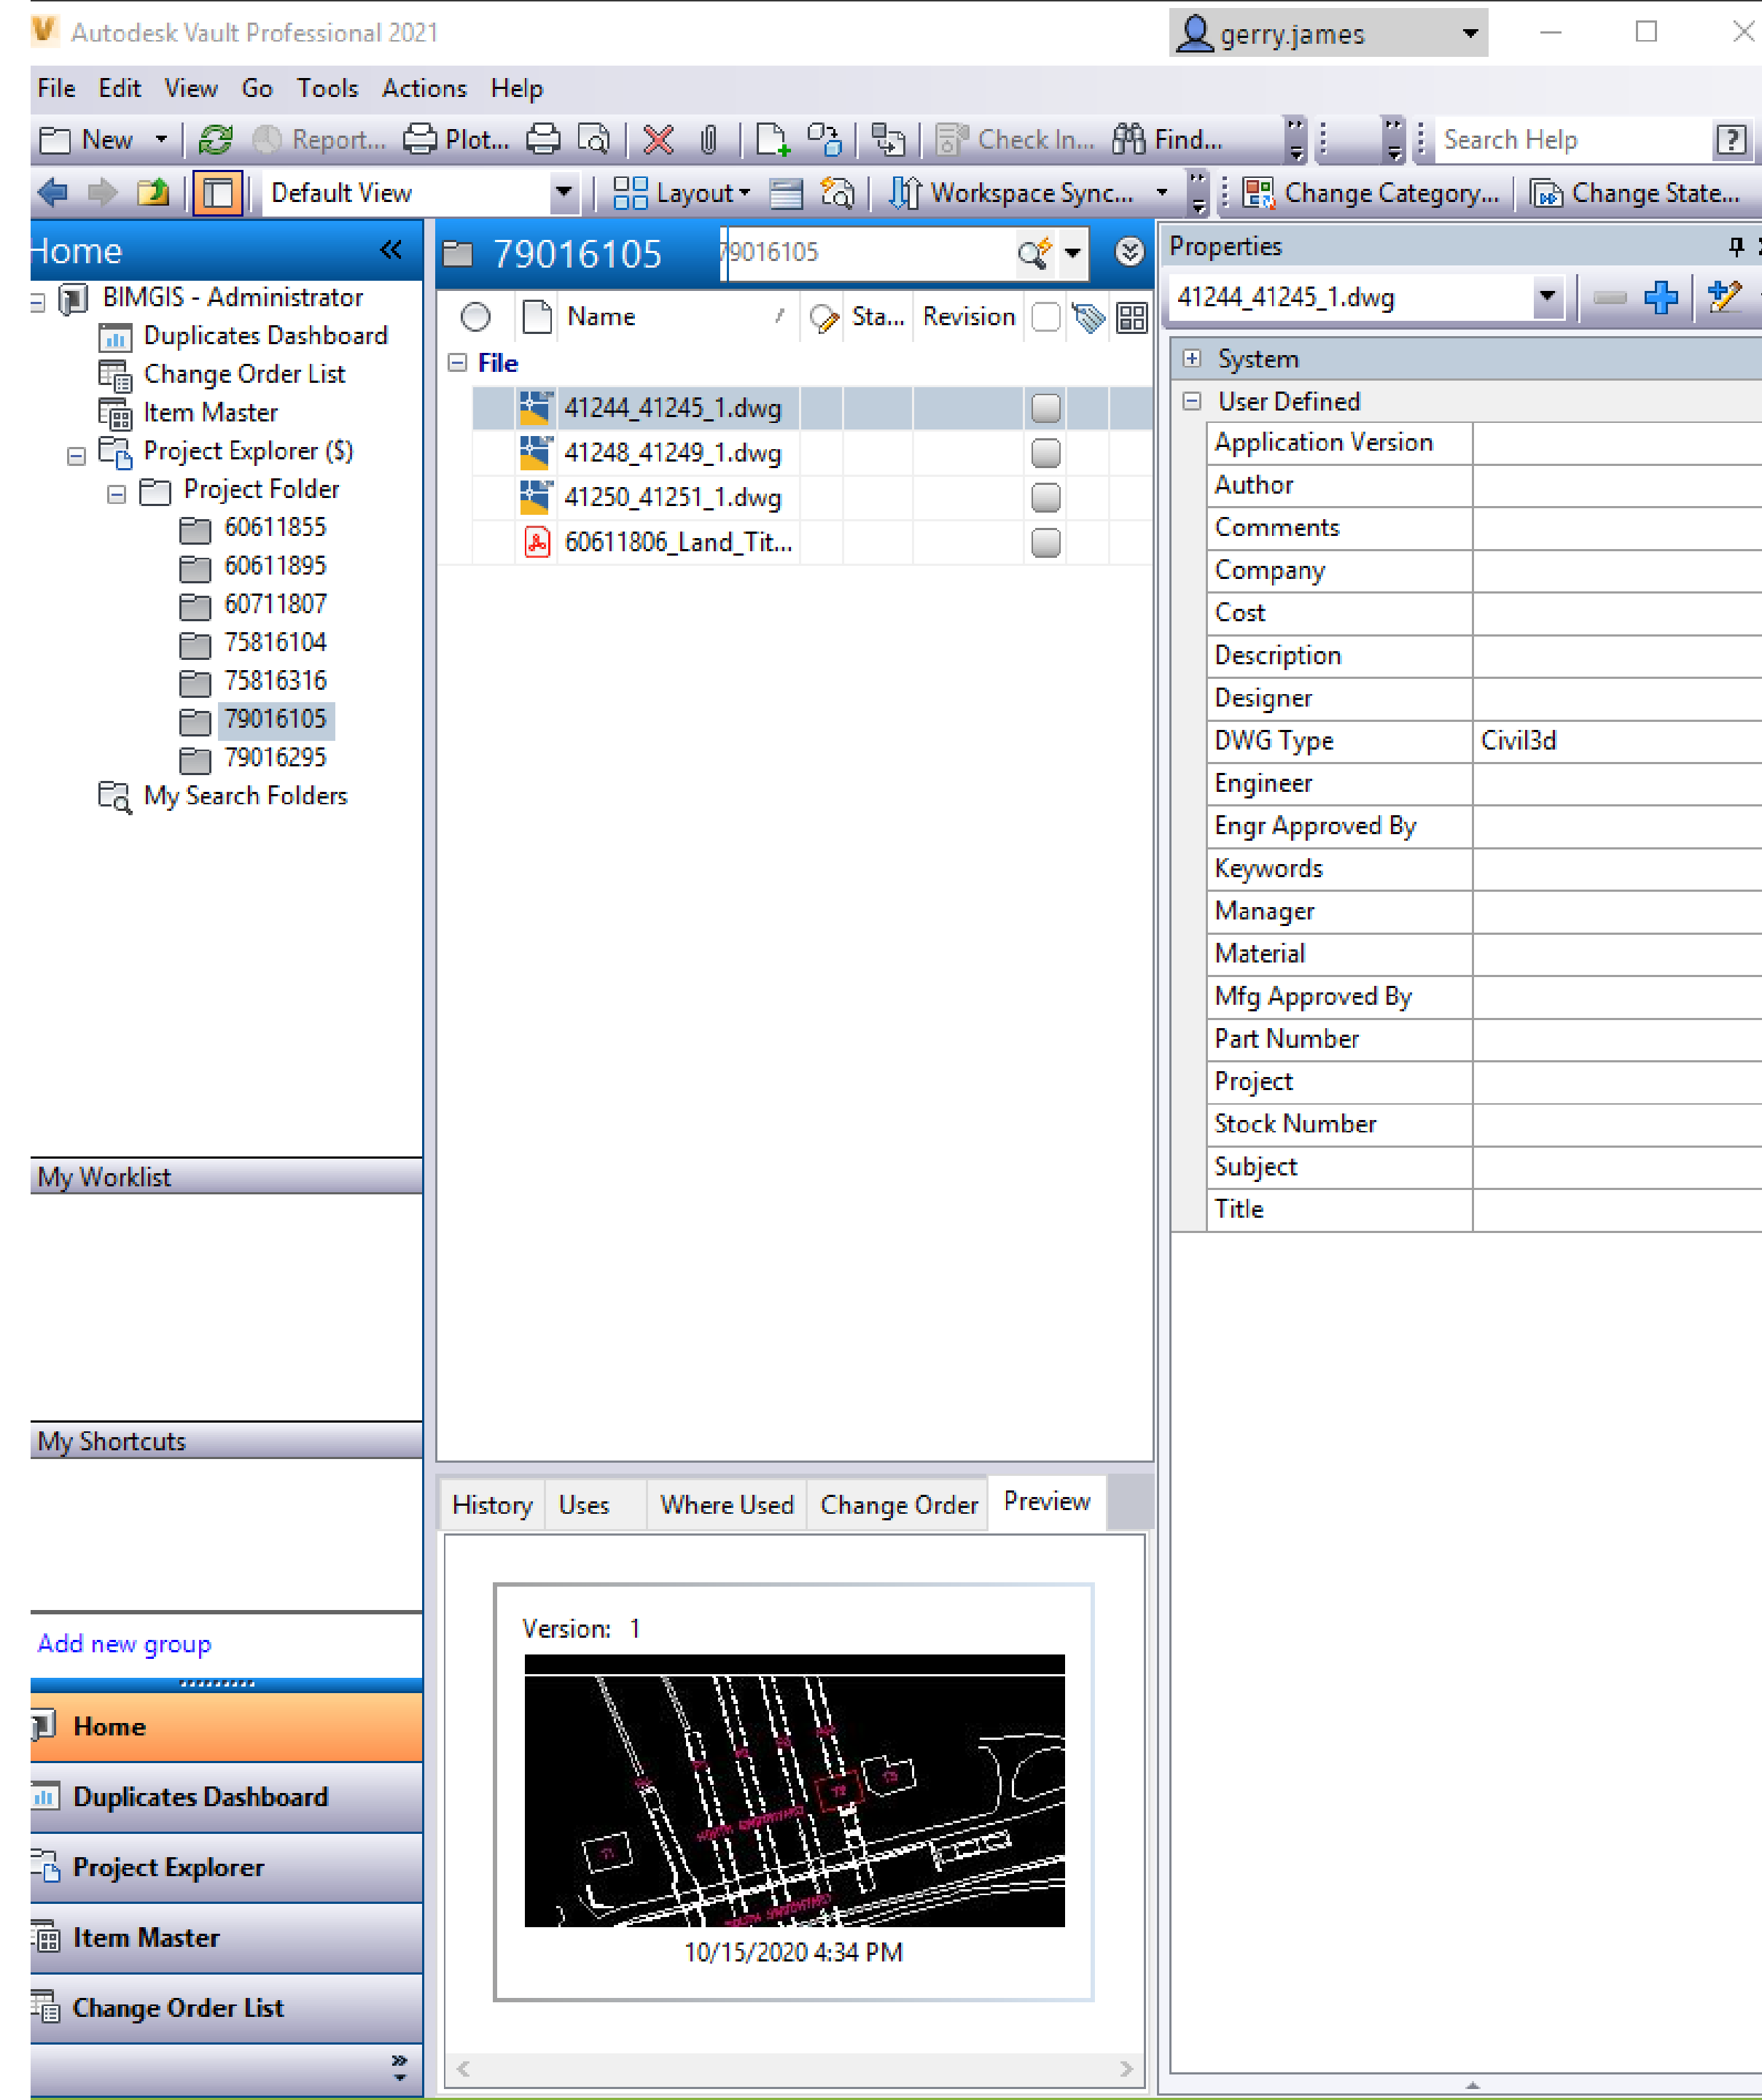 Autodesk Vault Professional 2021
gerry.james
File Edit View Go Tools Actions Help
New Report... Plot... Check In... Find... Search Help
Default View Layout Workspace Sync... Change Category... Change State...
Home
BIMGIS - Administrator
Duplicates Dashboard
Change Order List
Item Master
Project Explorer ($)
Project Folder
60611855
60611895
60711807
75816104
75816316
79016105
79016295
My Search Folders
My Worklist
My Shortcuts
Add new group
Home
Duplicates Dashboard
Project Explorer
Item Master
Change Order List
79016105 79016105
Name Sta... Revision
File
41244_41245_1.dwg
41248_41249_1.dwg
41250_41251_1.dwg
60611806_Land_Tit...
History Uses Where Used Change Order Preview
Version: 1
10/15/2020 4:34 PM
Properties
41244_41245_1.dwg
System
User Defined
Application Version
Author
Comments
Company
Cost
Description
Designer
DWG Type Civil3d
Engineer
Engr Approved By
Keywords
Manager
Material
Mfg Approved By
Part Number
Project
Stock Number
Subject
Title